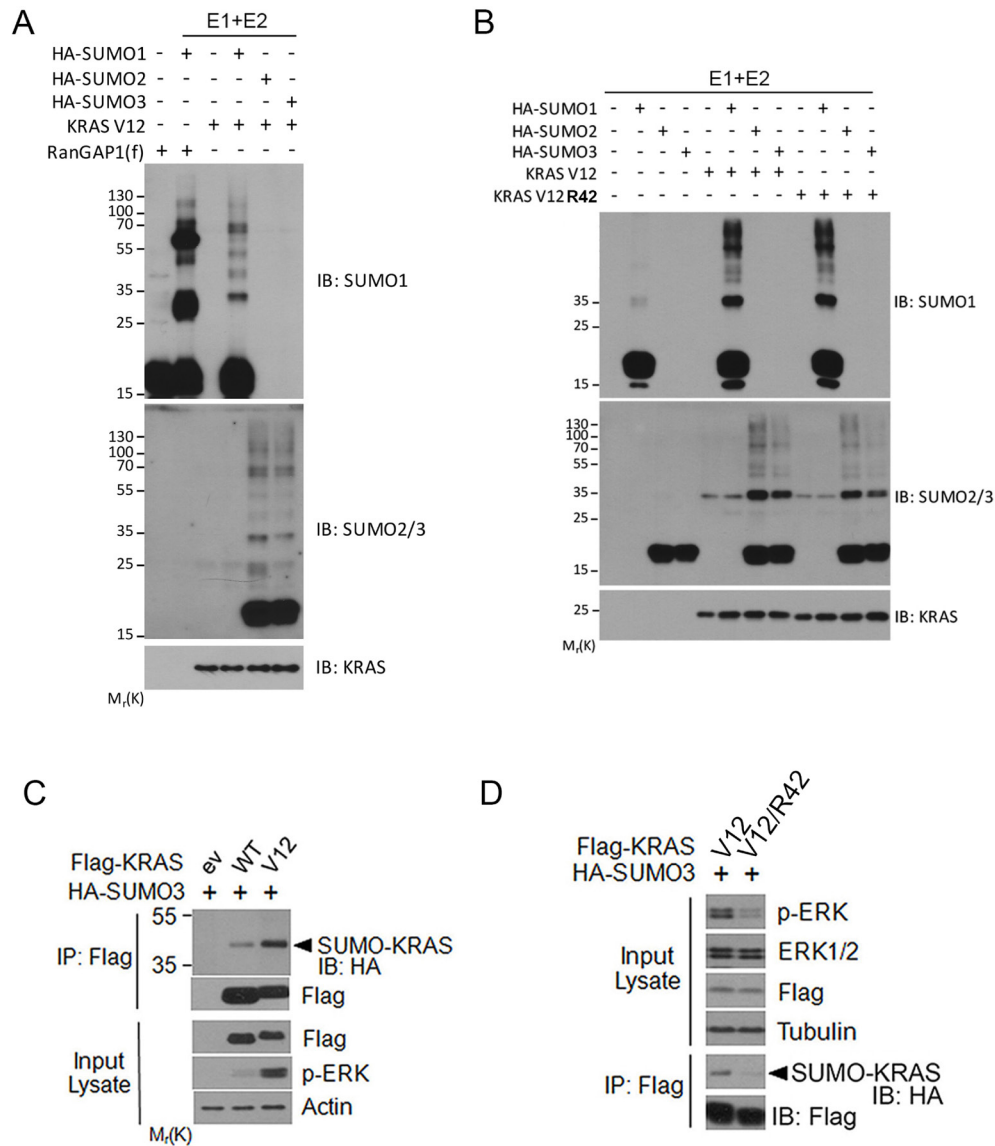 A
E1+E2
HA-SUMO1 - + - + - -
HA-SUMO2 - - - - + -
HA-SUMO3 - - - - - +
KRAS V12 - - + + + +
RanGAP1(f) + + - - - -
130
100
70
55
35
25
15
IB: SUMO1
130
100
70
55
35
25
15
IB: SUMO2/3
IB: KRAS
Mr(K)
B
E1+E2
HA-SUMO1 - + - - - + - - - + - -
HA-SUMO2 - - + - - - + - - - + -
HA-SUMO3 - - - + - - - + - - - +
KRAS V12 - - - - + + + + - - - -
KRAS V12 R42 - - - - - - - - + + + +
35
25
15
IB: SUMO1
130
100
70
55
35
25
15
IB: SUMO2/3
25
IB: KRAS
Mr(K)
C
Flag-KRAS ev WT V12
HA-SUMO3 + + +
55
35
IP: Flag
SUMO-KRAS
IB: HA
Flag
Input
Lysate
Flag
p-ERK
Actin
Mr(K)
D
Flag-KRAS V12 V12/R42
HA-SUMO3 + +
Input
Lysate
p-ERK
ERK1/2
Flag
Tubulin
IP: Flag
SUMO-KRAS
IB: HA
IB: Flag